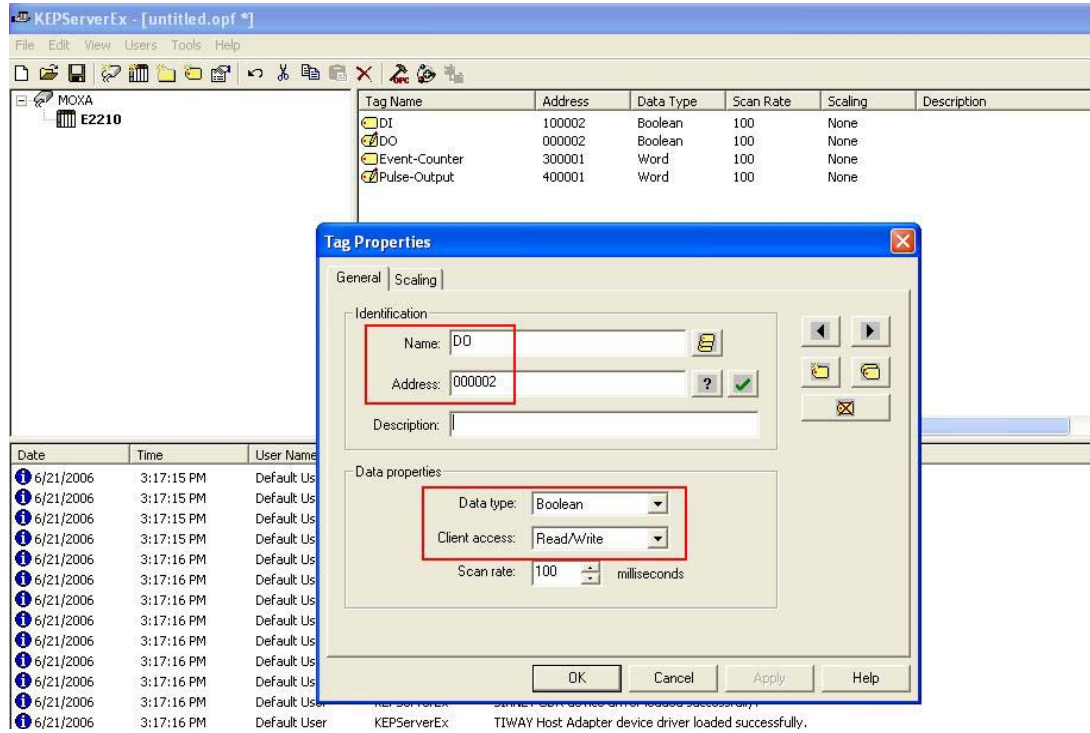 KEPServerEx - [untitled.opf *]
File Edit View Users Tools Help
MOXA
E2210
Tag Name Address Data Type Scan Rate Scaling Description
DI 100002 Boolean 100 None
DO 000002 Boolean 100 None
Event-Counter 300001 Word 100 None
Pulse-Output 400001 Word 100 None
Tag Properties
General Scaling
Identification
Name: DO
Address: 000002
?
Description:
Data properties
Data type: Boolean
Client access: Read/Write
Scan rate: 100 milliseconds
OK Cancel Apply Help
Date Time User Name
6/21/2006 3:17:15 PM Default Us
6/21/2006 3:17:15 PM Default Us
6/21/2006 3:17:15 PM Default Us
6/21/2006 3:17:15 PM Default Us
6/21/2006 3:17:16 PM Default Us
6/21/2006 3:17:16 PM Default Us
6/21/2006 3:17:16 PM Default Us
6/21/2006 3:17:16 PM Default Us
6/21/2006 3:17:16 PM Default Us
6/21/2006 3:17:16 PM Default Us
6/21/2006 3:17:16 PM Default Us
6/21/2006 3:17:16 PM Default User device driver loaded successfully.
6/21/2006 3:17:16 PM Default User KEPServerEx TIWAY Host Adapter device driver loaded successfully.